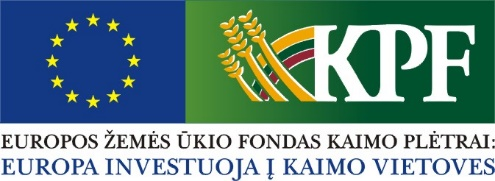 KPF
EUROPOS ŽEMĖS ŪKIO FONDAS KAIMO PLĖTRAI:
EUROPA INVESTUOJA Į KAIMO VIETOVES